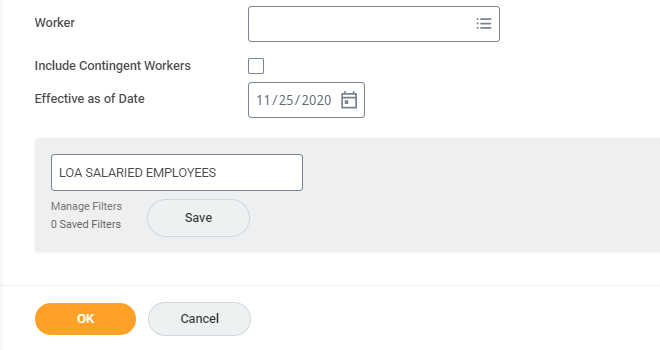 Worker
Include Contingent Workers
Effective as of Date
11/25/2020
LOA SALARIED EMPLOYEES
Manage Filters
0 Saved Filters
Save
OK
Cancel